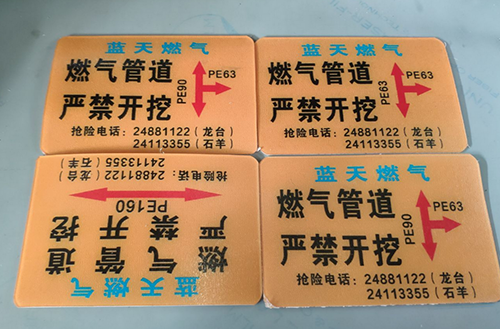 蓝天燃气
燃气管道
严禁开挖
PE90
PE63
抢险电话：24881122（龙台）
24113355（石羊）
蓝天燃气
燃气管道
严禁开挖
PE63
PE63
抢险电话：24881122（龙台）
24113355（石羊）
蓝天燃气
燃气管道
严禁开挖
PE160
抢险电话：24881122（龙台）
24113355（石羊）
蓝天燃气
燃气管道
严禁开挖
PE90
PE63
抢险电话：24881122（龙台）
24113355（石羊）